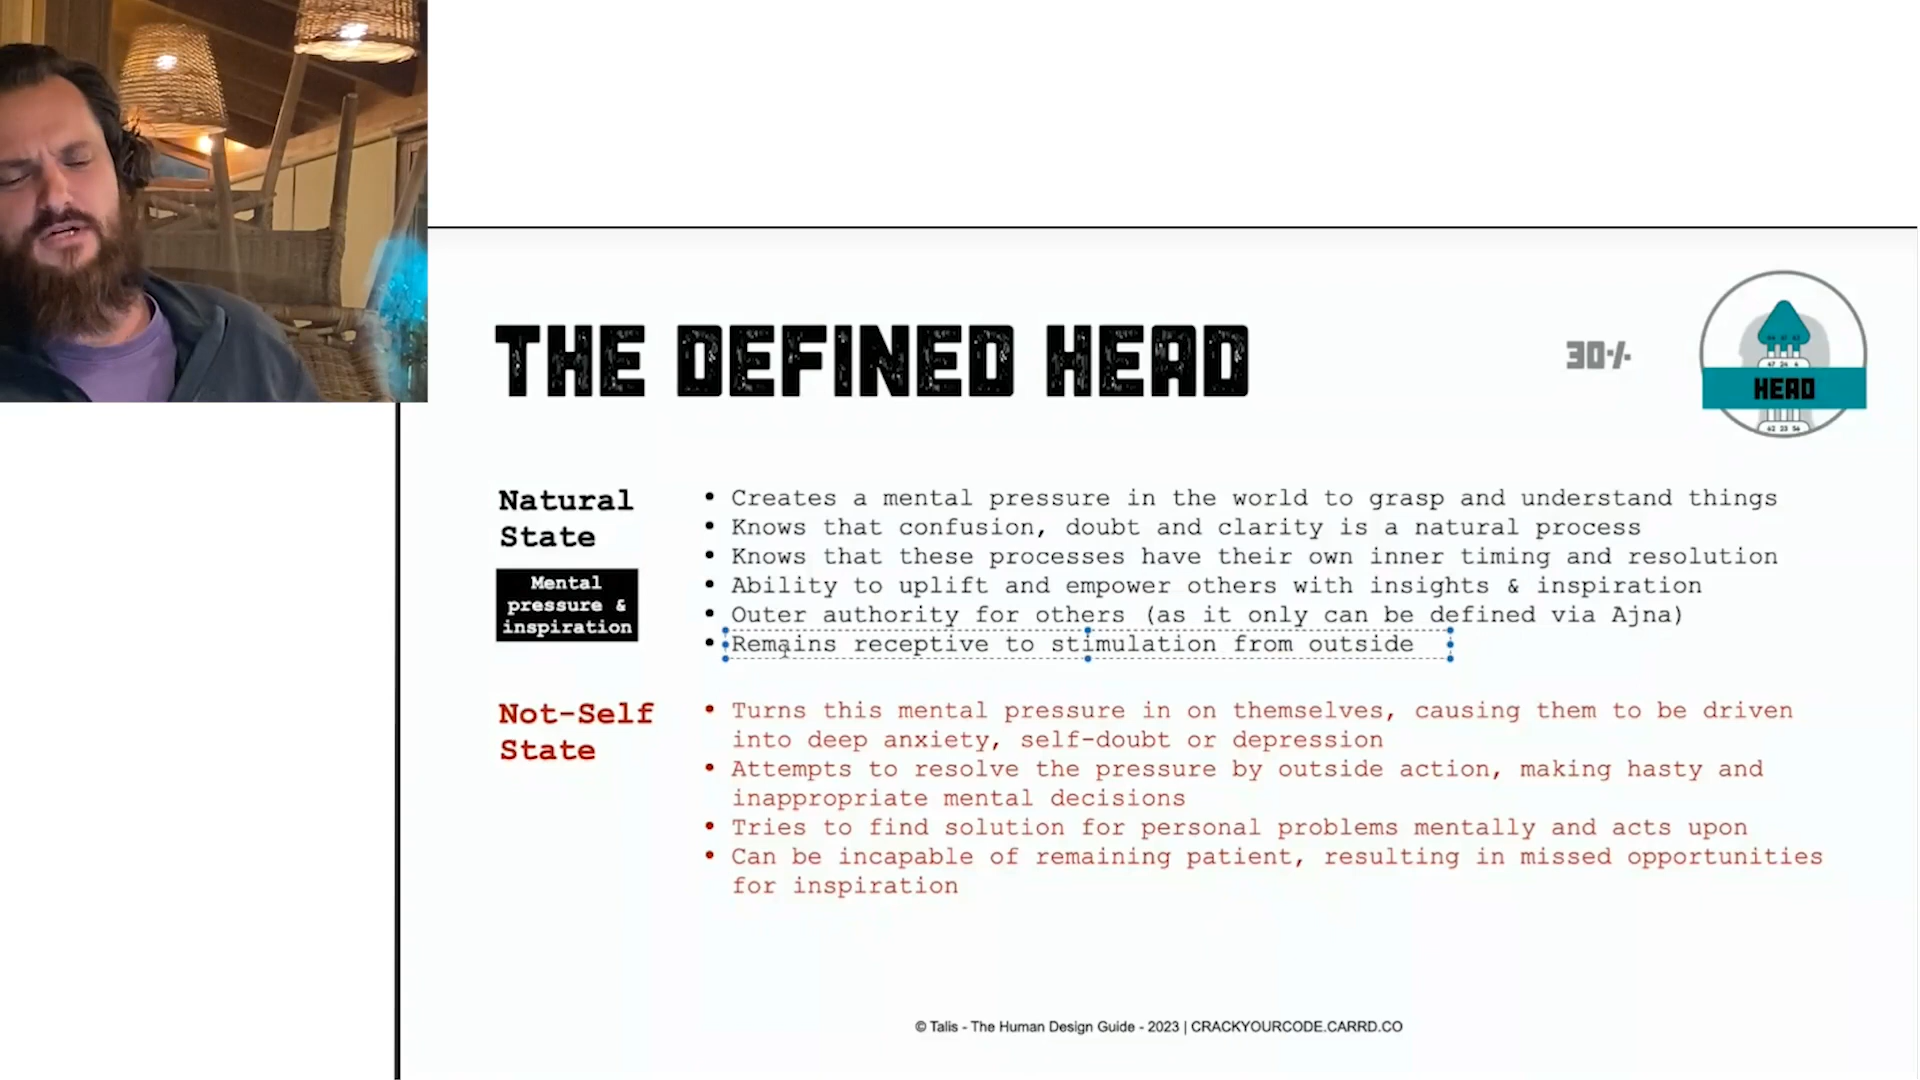 THE DEFINED HEAD
30%
HEAD
Natural
State
Mental
pressure &
inspiration
• Creates a mental pressure in the world to grasp and understand things
• Knows that confusion, doubt and clarity is a natural process
• Knows that these processes have their own inner timing and resolution
• Ability to uplift and empower others with insights & inspiration
• Outer authority for others (as it only can be defined via Ajna)
• Remains receptive to stimulation from outside
Not-Self
State
• Turns this mental pressure in on themselves, causing them to be driven
into deep anxiety, self-doubt or depression
• Attempts to resolve the pressure by outside action, making hasty and
inappropriate mental decisions
• Tries to find solution for personal problems mentally and acts upon
• Can be incapable of remaining patient, resulting in missed opportunities
for inspiration
© Talis - The Human Design Guide - 2023 | CRACKYOURCODE.CARRD.CO